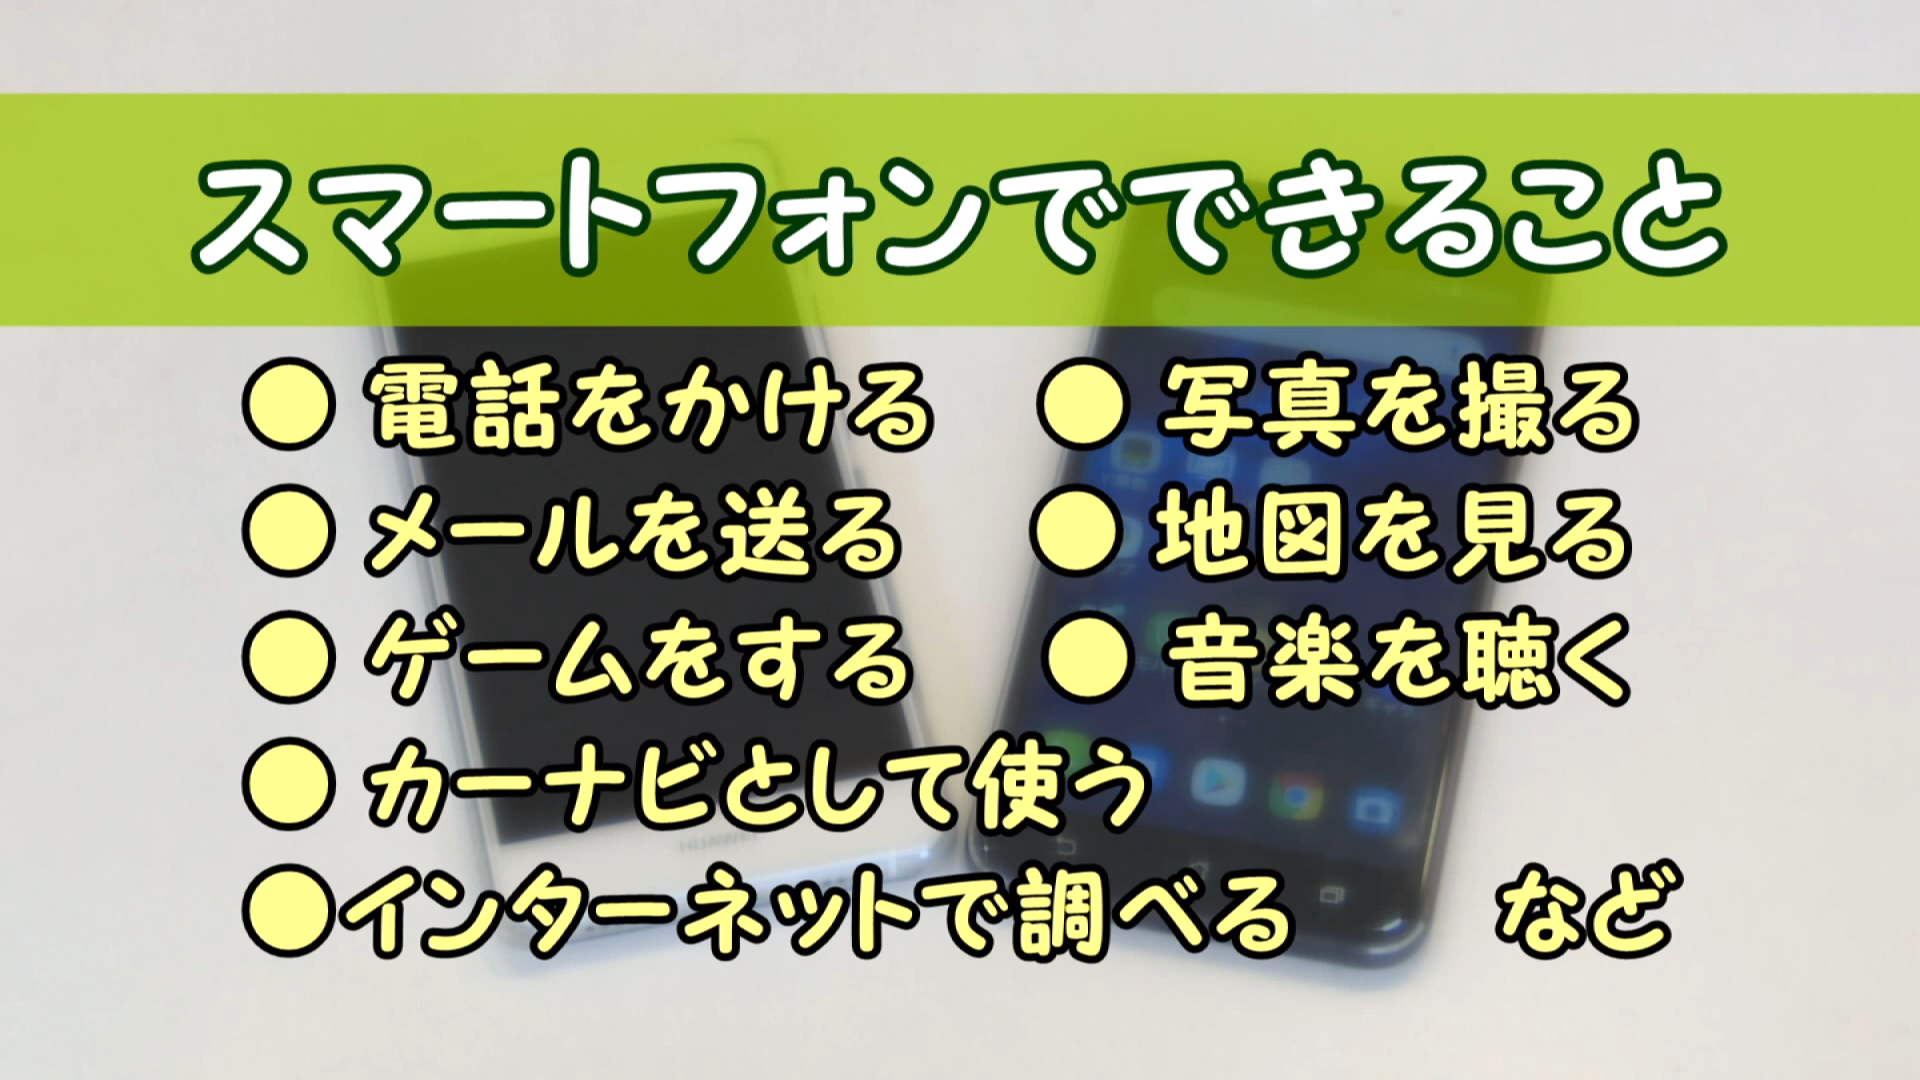 スマートフォンでできること
● 電話をかける ● 写真を撮る
● メールを送る ● 地図を見る
● ゲームをする ● 音楽を聴く
● カーナビとして使う
●インターネットで調べる など
HUAWEI